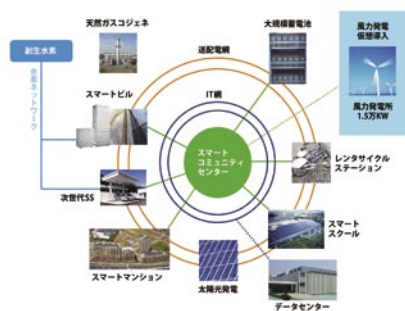 天然ガスコジェネ
大規模蓄電池
風力発電
仮想導入
創生水素
送配電網
水素ネットワーク
スマートビル
IT網
風力発電所
1.5万KW
スマート
コミュニティ
センター
レンタサイクル
ステーション
次世代SS
スマート
スクール
スマートマンション
太陽光発電
データセンター